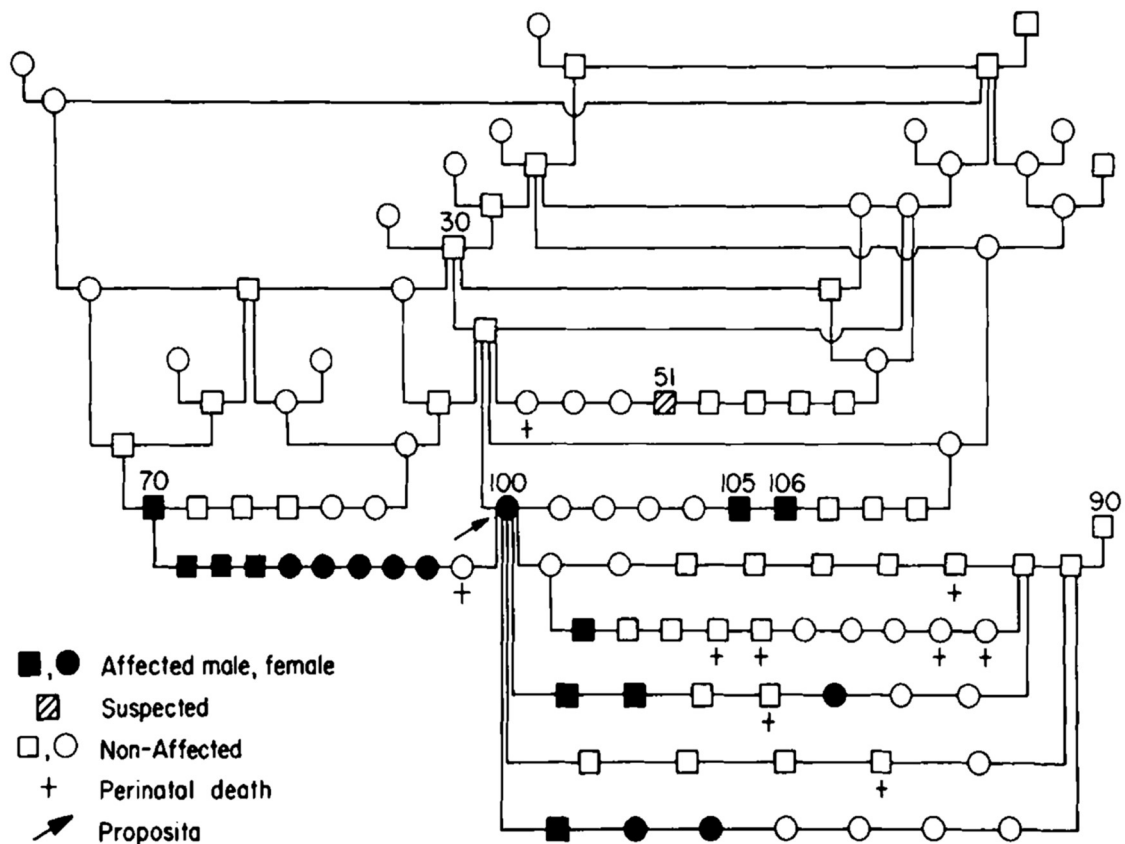 30
51
70
100
105 106
90
+
+
+
+ +
+ +
+
+
■,● Affected male, female
Suspected
□,○ Non-Affected
+ Perinatal death
Proposita